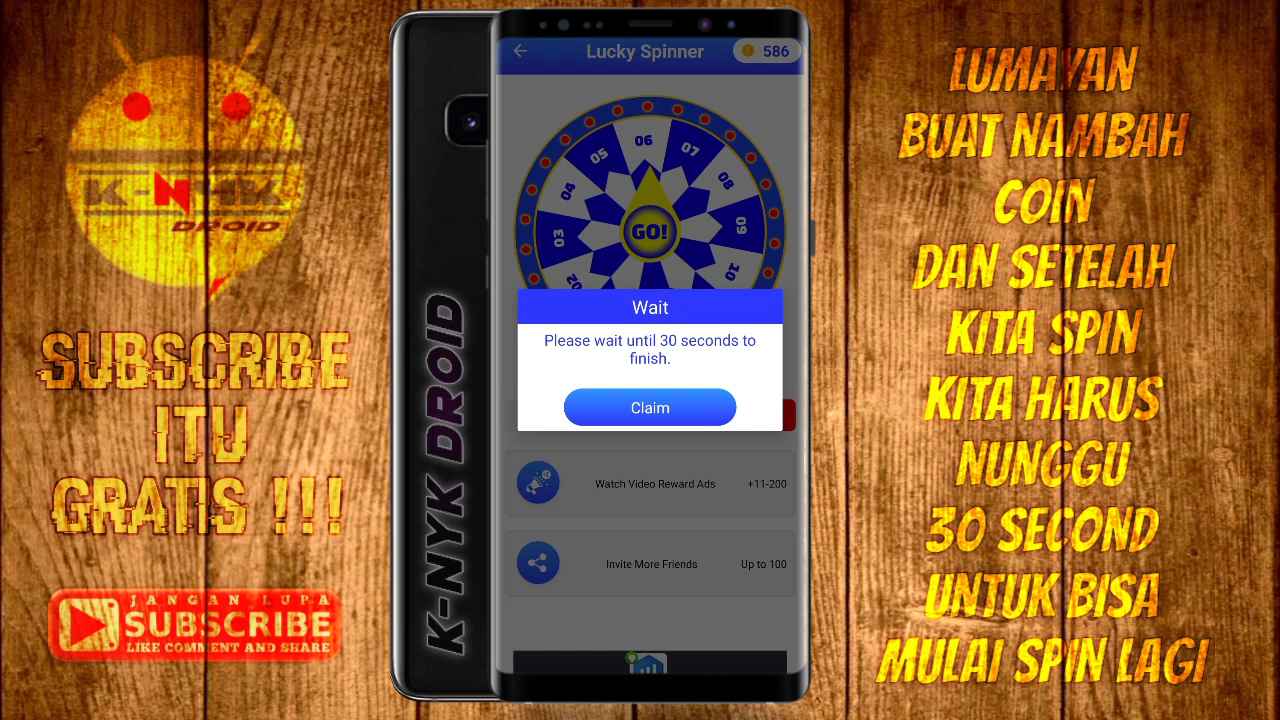 K-NYK
DROID
SUBSCRIBE
ITU
GRATIS !!!
JANGAN LUPA
SUBSCRIBE
LIKE COMMENT AND SHARE
K-NYK DROID
Lucky Spinner
586
06
05
07
04
08
03
09
02
10
GO!
Wait
Please wait until 30 seconds to
finish.
Claim
Watch Video Reward Ads +11-200
Invite More Friends Up to 100
LUMAYAN
BUAT NAMBAH
COIN
DAN SETELAH
KITA SPIN
KITA HARUS
NUNGGU
30 SECOND
UNTUK BISA
MULAI SPIN LAGI